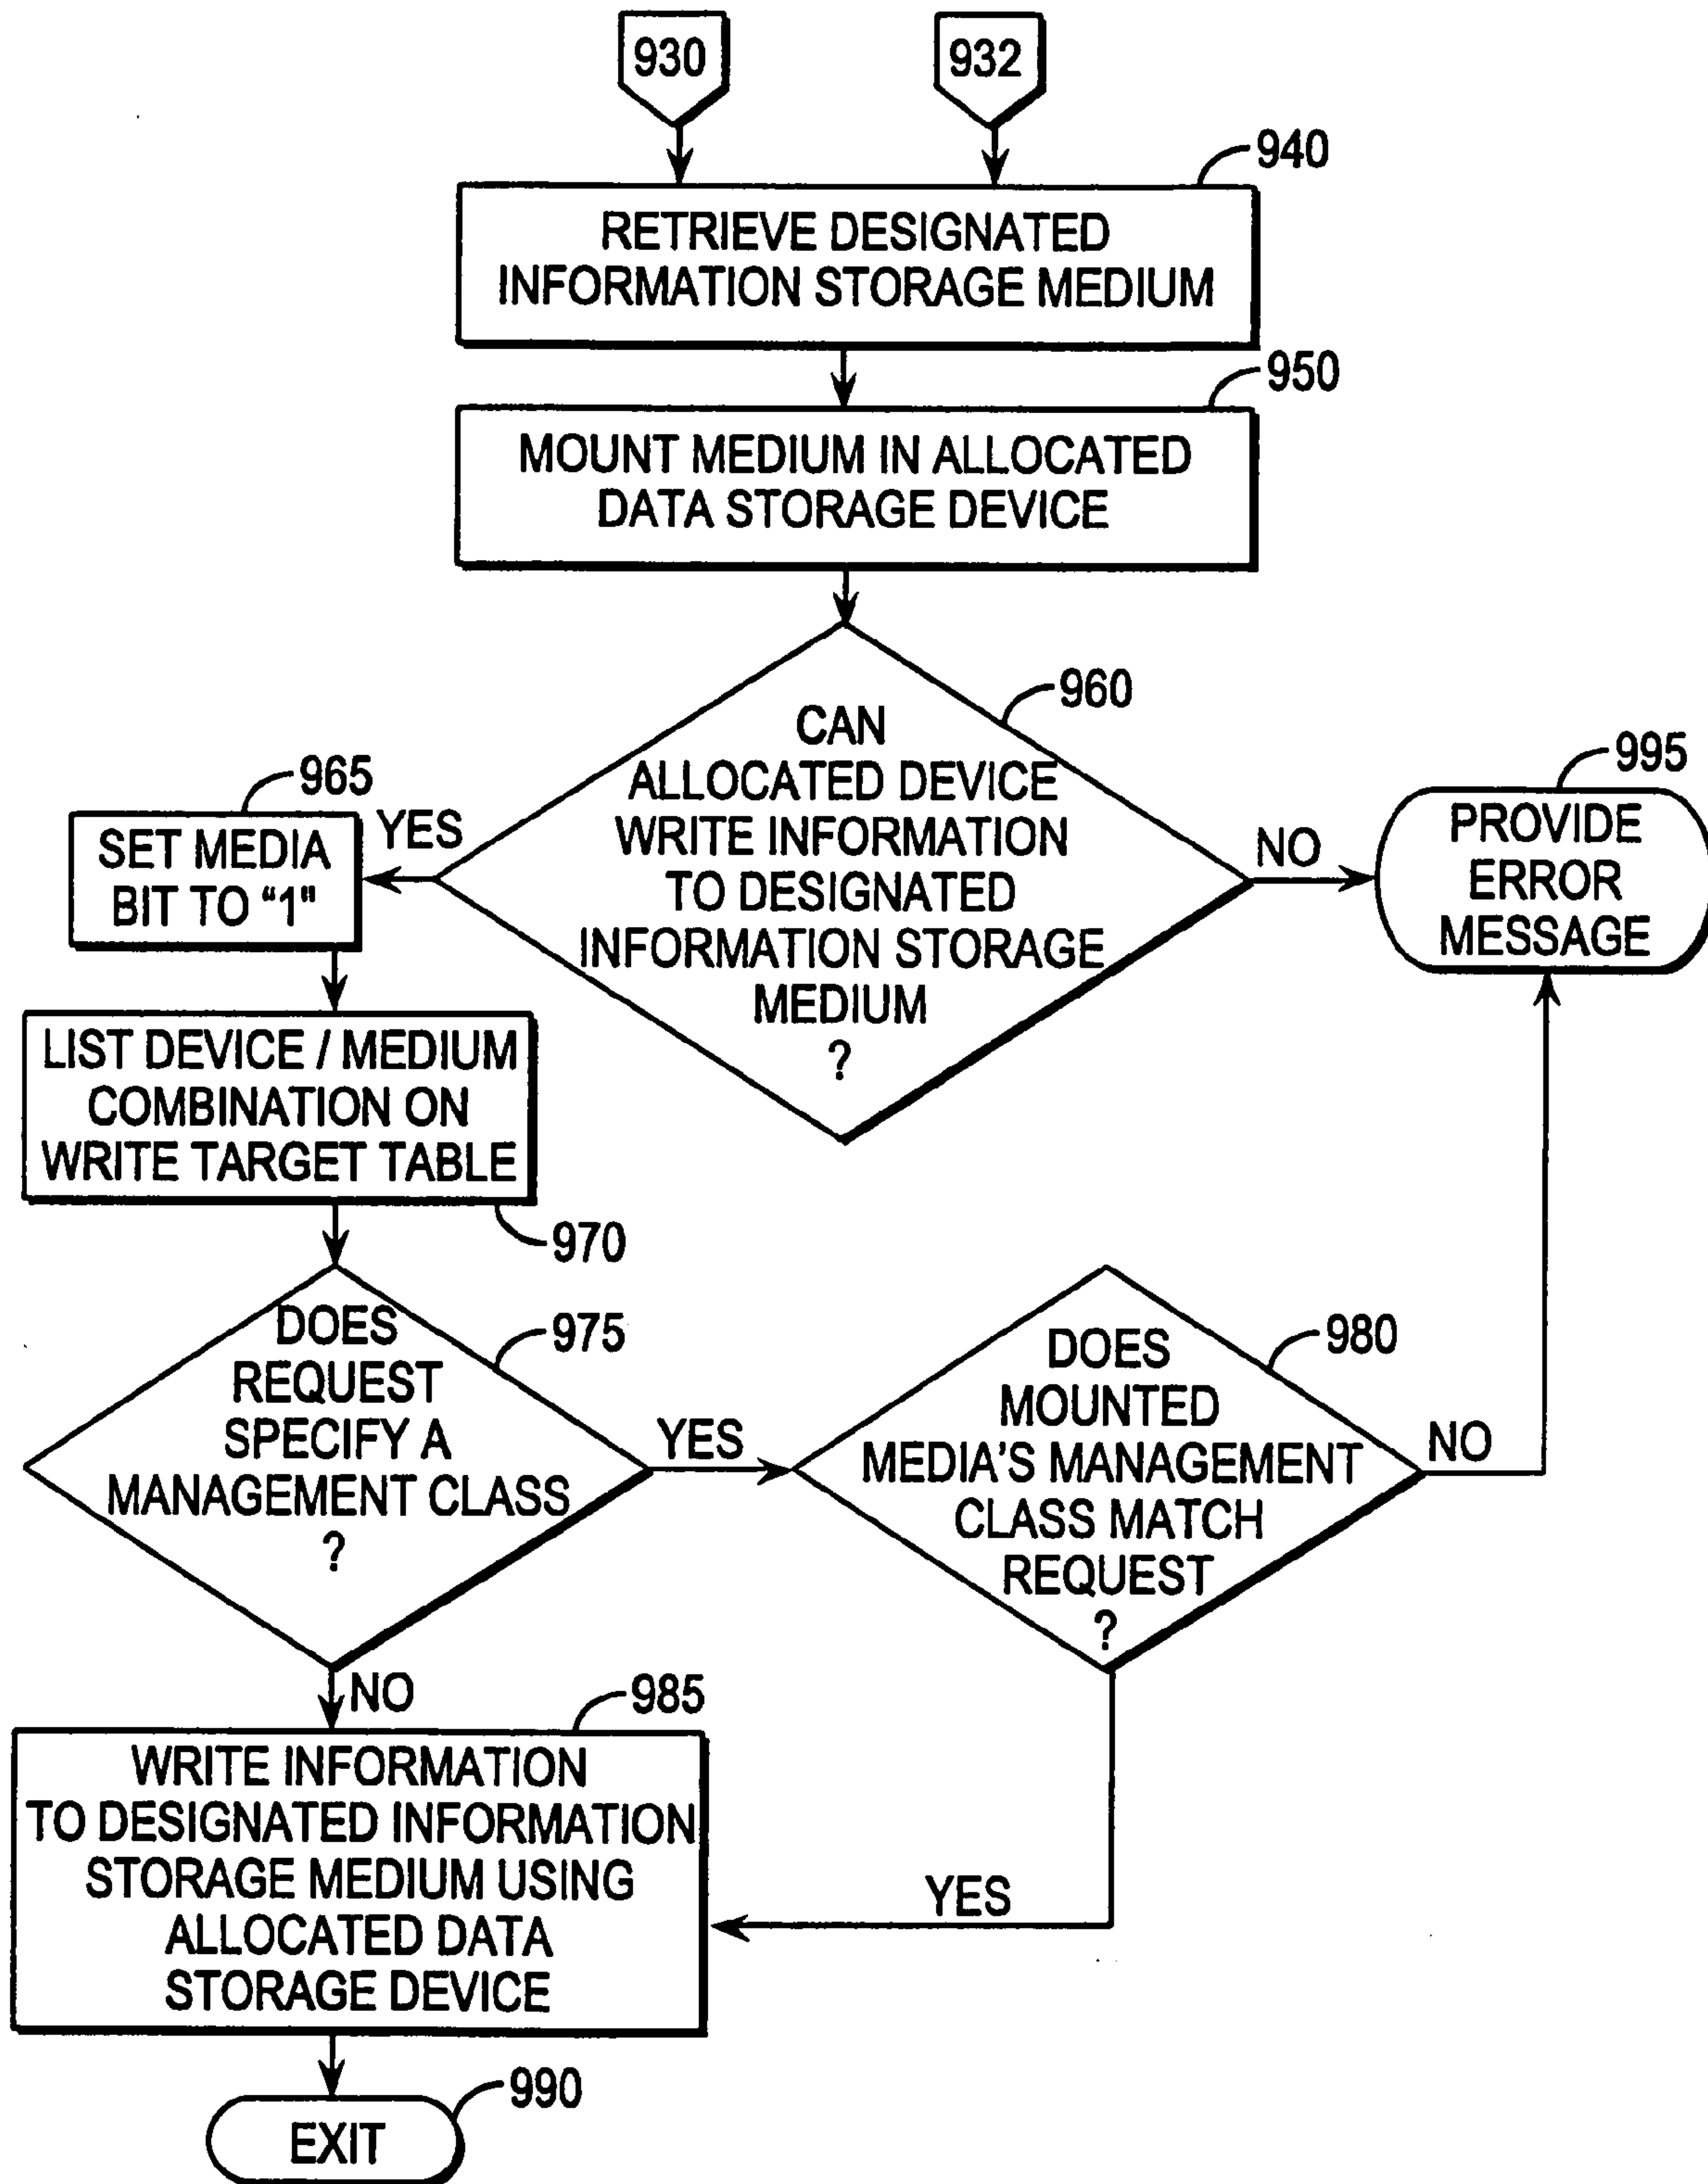 930
932
940
RETRIEVE DESIGNATED
INFORMATION STORAGE MEDIUM
950
MOUNT MEDIUM IN ALLOCATED
DATA STORAGE DEVICE
960
CAN
ALLOCATED DEVICE
WRITE INFORMATION
TO DESIGNATED
INFORMATION STORAGE
MEDIUM
?
YES
NO
965
SET MEDIA
BIT TO “1"
995
PROVIDE
ERROR
MESSAGE
LIST DEVICE / MEDIUM
COMBINATION ON
WRITE TARGET TABLE
970
DOES
REQUEST
SPECIFY A
MANAGEMENT CLASS
?
975
YES
NO
DOES
MOUNTED
MEDIA'S MANAGEMENT
CLASS MATCH
REQUEST
?
980
NO
YES
985
WRITE INFORMATION
TO DESIGNATED INFORMATION
STORAGE MEDIUM USING
ALLOCATED DATA
STORAGE DEVICE
990
EXIT